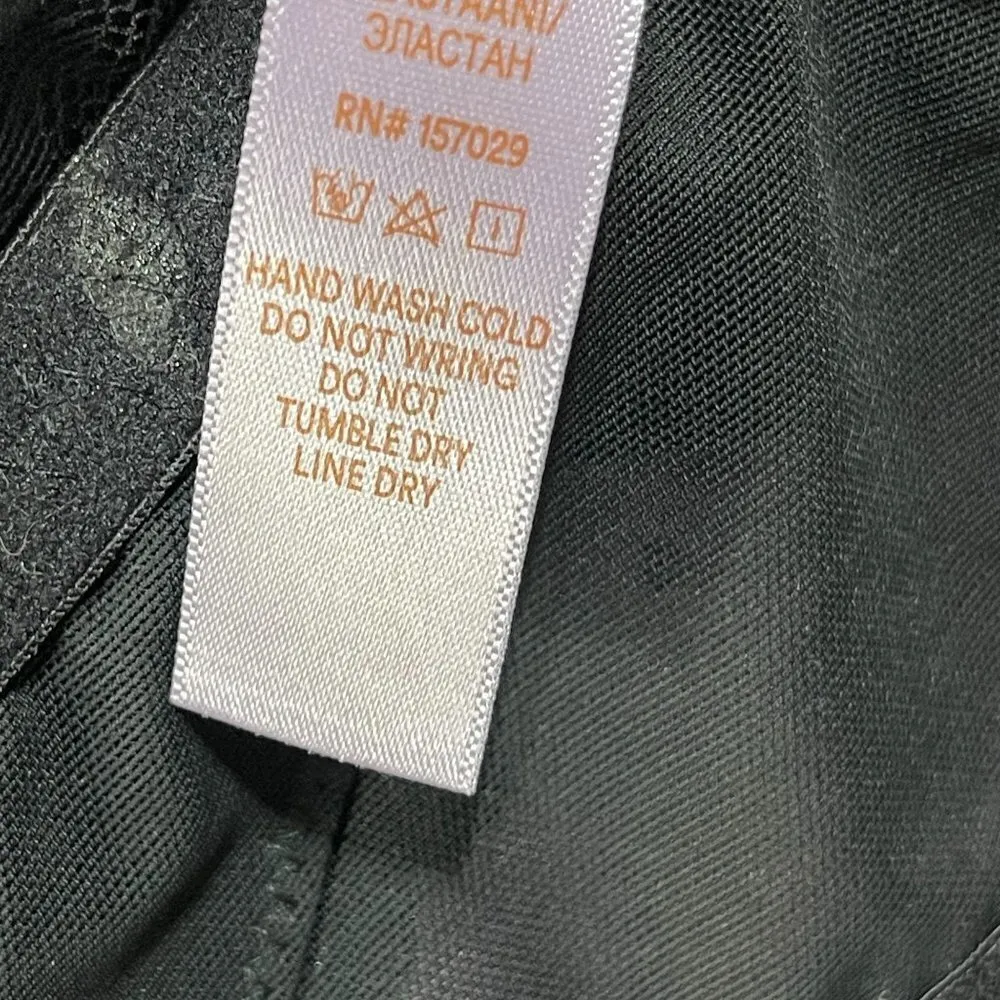 ЭЛАСТАН
RN# 157029
HAND WASH COLD
DO NOT WRING
DO NOT
TUMBLE DRY
LINE DRY